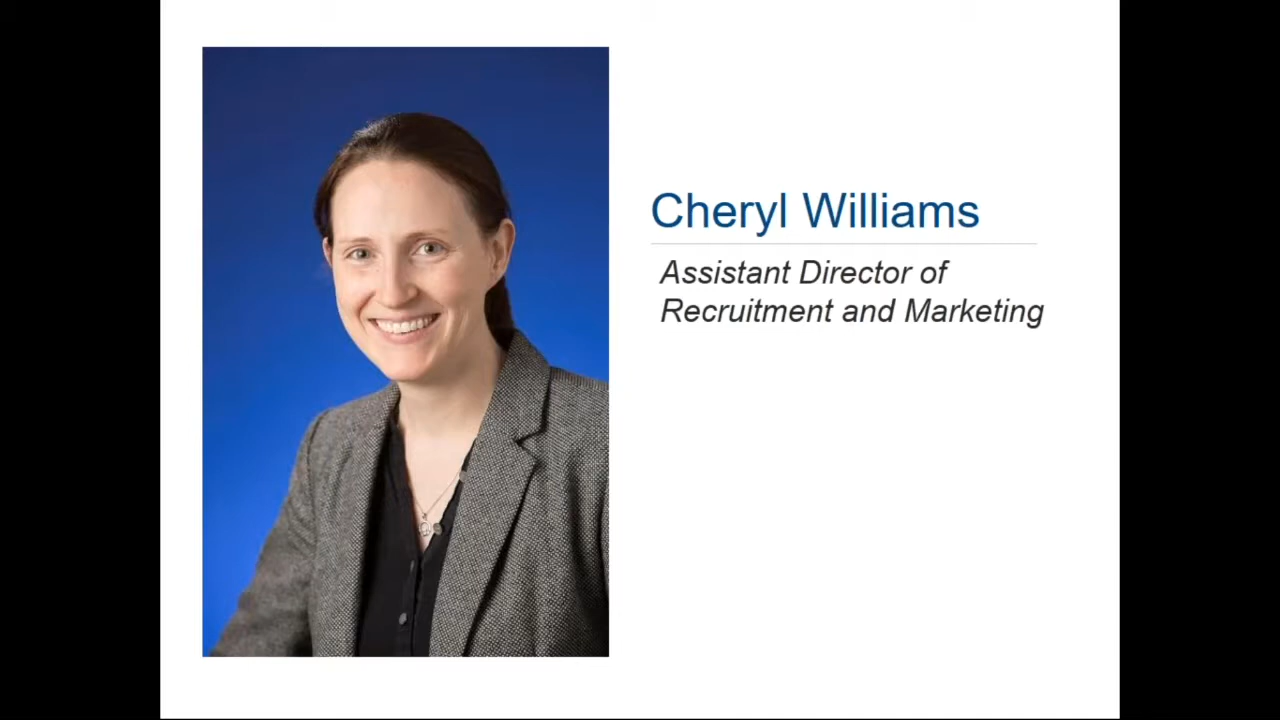 Cheryl Williams
Assistant Director of
Recruitment and Marketing